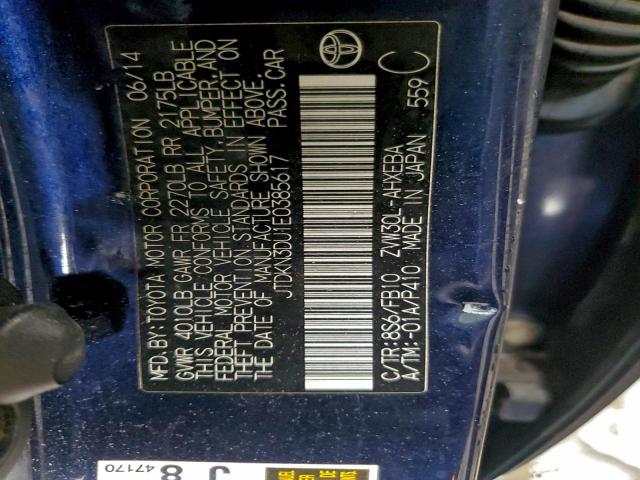 MFD. BY: TOYOTA MOTOR CORPORATION 06/14
GVWR 4010LB GAWR FR 2270LB RR 2175LB
THIS VEHICLE CONFORMS TO ALL APPLICABLE
FEDERAL MOTOR VEHICLE SAFETY, BUMPER, AND
THEFT PREVENTION STANDARDS IN EFFECT ON
THE DATE OF MANUFACTURE SHOWN ABOVE.
JTDKN3DU1E0385617 PASS. CAR
C/TR: 8S6/FB10 ZVW30L-AHXEBA
A/TM: -01A/P410 MADE IN JAPAN 559 C
J 8
47170